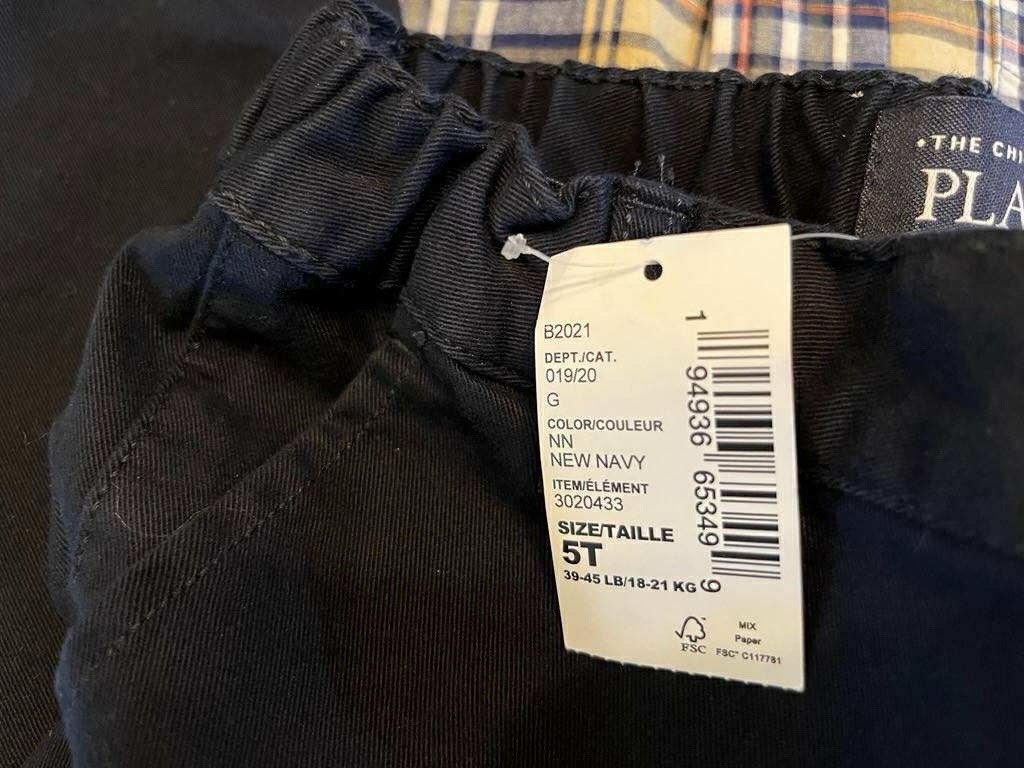 •THE CHI
PLA
B2021
DEPT./CAT.
019/20
G
COLOR/COULEUR
NN
NEW NAVY
ITEM/ÉLÉMENT
3020433
SIZE/TAILLE
5T
39-45 LB/18-21 KG
1 94936 65349 9
FSC
MIX
Paper
FSC™ C117781